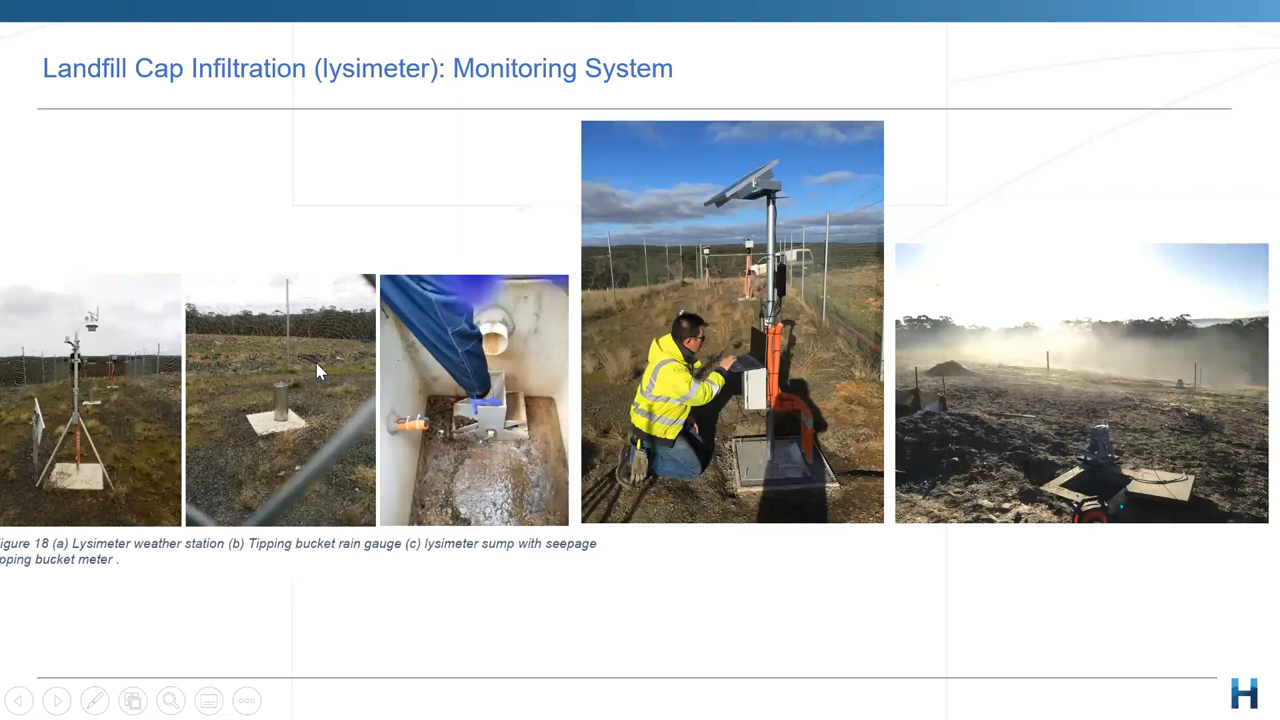 Landfill Cap Infiltration (lysimeter): Monitoring System
igure 18 (a) Lysimeter weather station (b) Tipping bucket rain gauge (c) lysimeter sump with seepage
pping bucket meter .
H